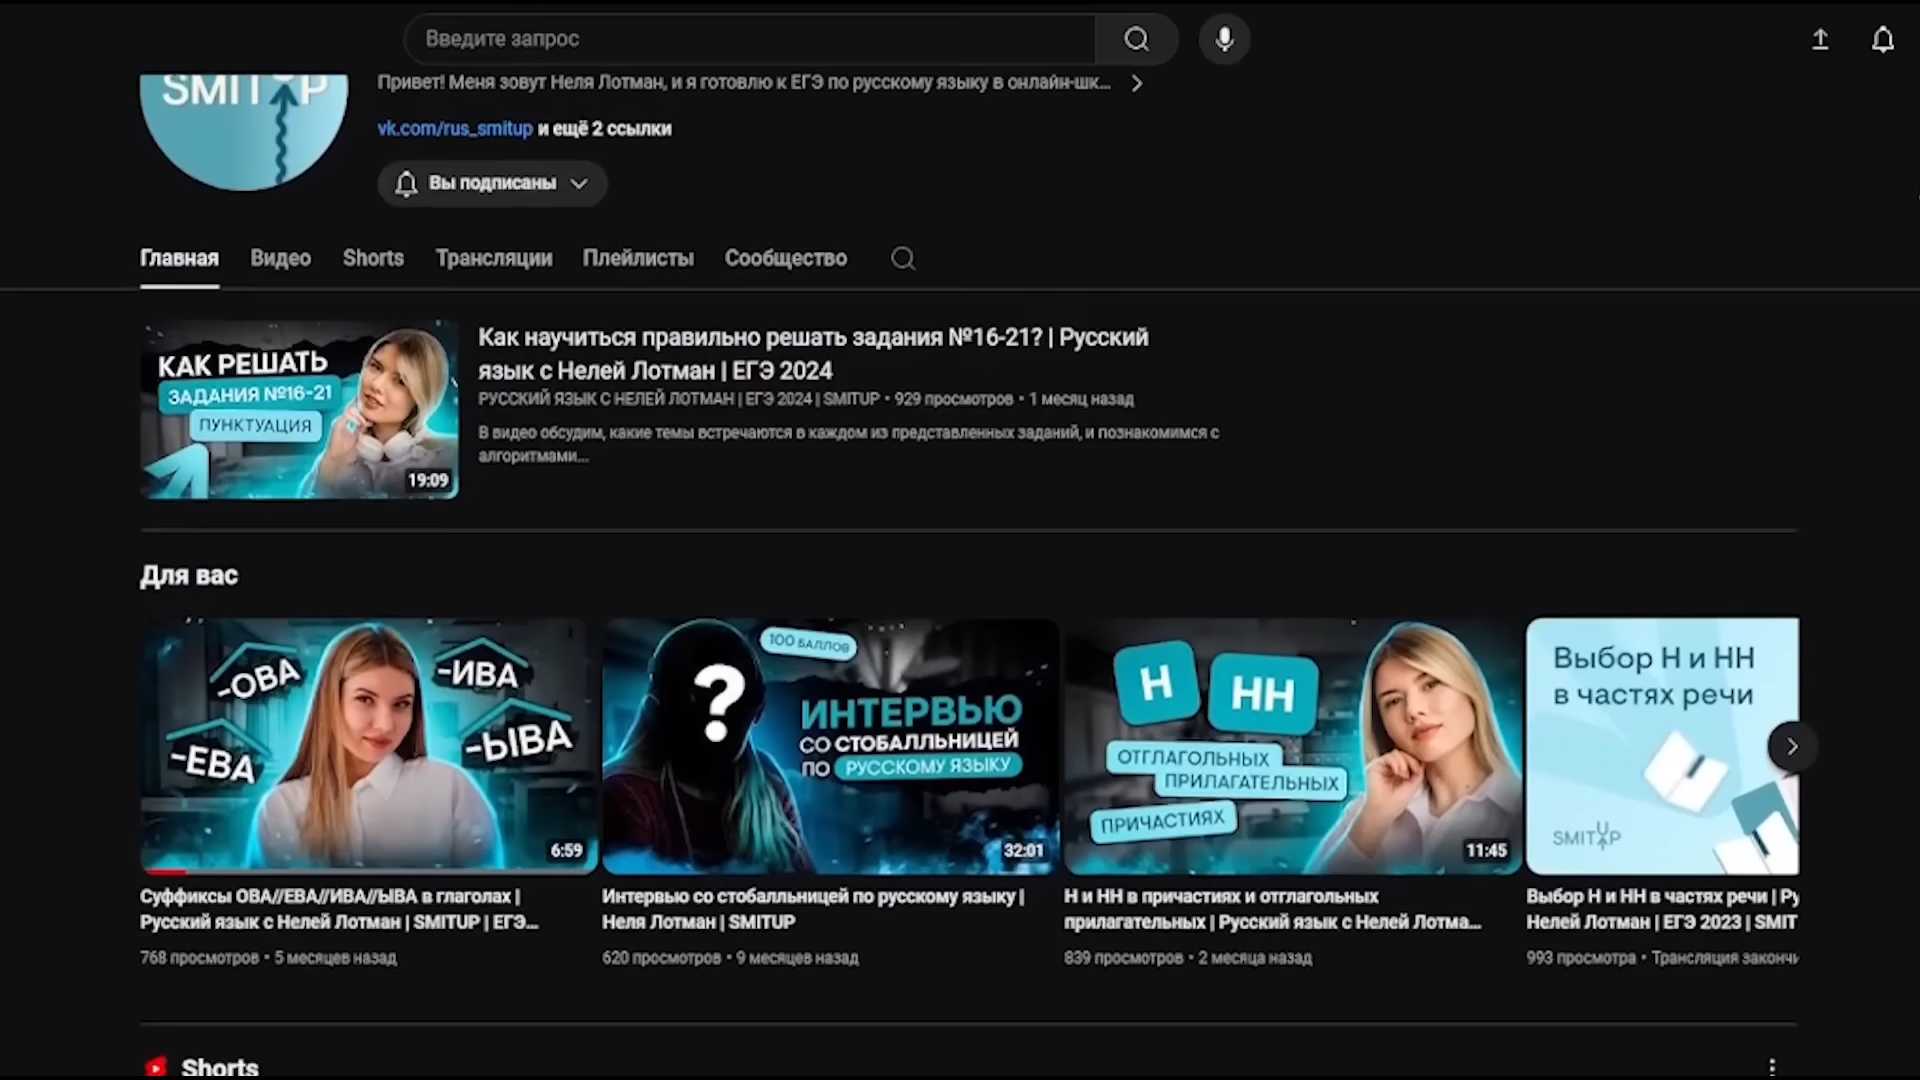 Введите запрос
SMITUP
Привет! Меня зовут Неля Лотман, и я готовлю к ЕГЭ по русскому языку в онлайн-шк...
vk.com/rus_smitup и ещё 2 ссылки
Вы подписаны
Главная Видео Shorts Трансляции Плейлисты Сообщество
КАК РЕШАТЬ
ЗАДАНИЯ №16-21
ПУНКТУАЦИЯ
19:09
Как научиться правильно решать задания №16-21? | Русский
язык с Нелей Лотман | ЕГЭ 2024
РУССКИЙ ЯЗЫК С НЕЛЕЙ ЛОТМАН | ЕГЭ 2024 | SMITUP • 929 просмотров • 1 месяц назад
В видео обсудим, какие темы встречаются в каждом из представленных заданий, и познакомимся с
алгоритмами...
Для вас
-ОВА
-ИВА
-ЕВА
-ЫВА
6:59
Суффиксы ОВА//ЕВА//ИВА//ЫВА в глаголах |
Русский язык с Нелей Лотман | SMITUP | ЕГЭ...
768 просмотров • 5 месяцев назад
100 БАЛЛОВ
?
ИНТЕРВЬЮ
СО СТОБАЛЛЬНИЦЕЙ
ПО РУССКОМУ ЯЗЫКУ
32:01
Интервью со стобалльницей по русскому языку |
Неля Лотман | SMITUP
620 просмотров • 9 месяцев назад
Н НН
ОТГЛАГОЛЬНЫХ
ПРИЛАГАТЕЛЬНЫХ
ПРИЧАСТИЯХ
11:45
Н и НН в причастиях и отглагольных
прилагательных | Русский язык с Нелей Лотма...
839 просмотров • 2 месяца назад
Выбор Н и НН
в частях речи
SMITUP
Выбор Н и НН в частях речи | Ру
Нелей Лотман | ЕГЭ 2023 | SMIT
993 просмотра • Трансляция закончи
Shorts